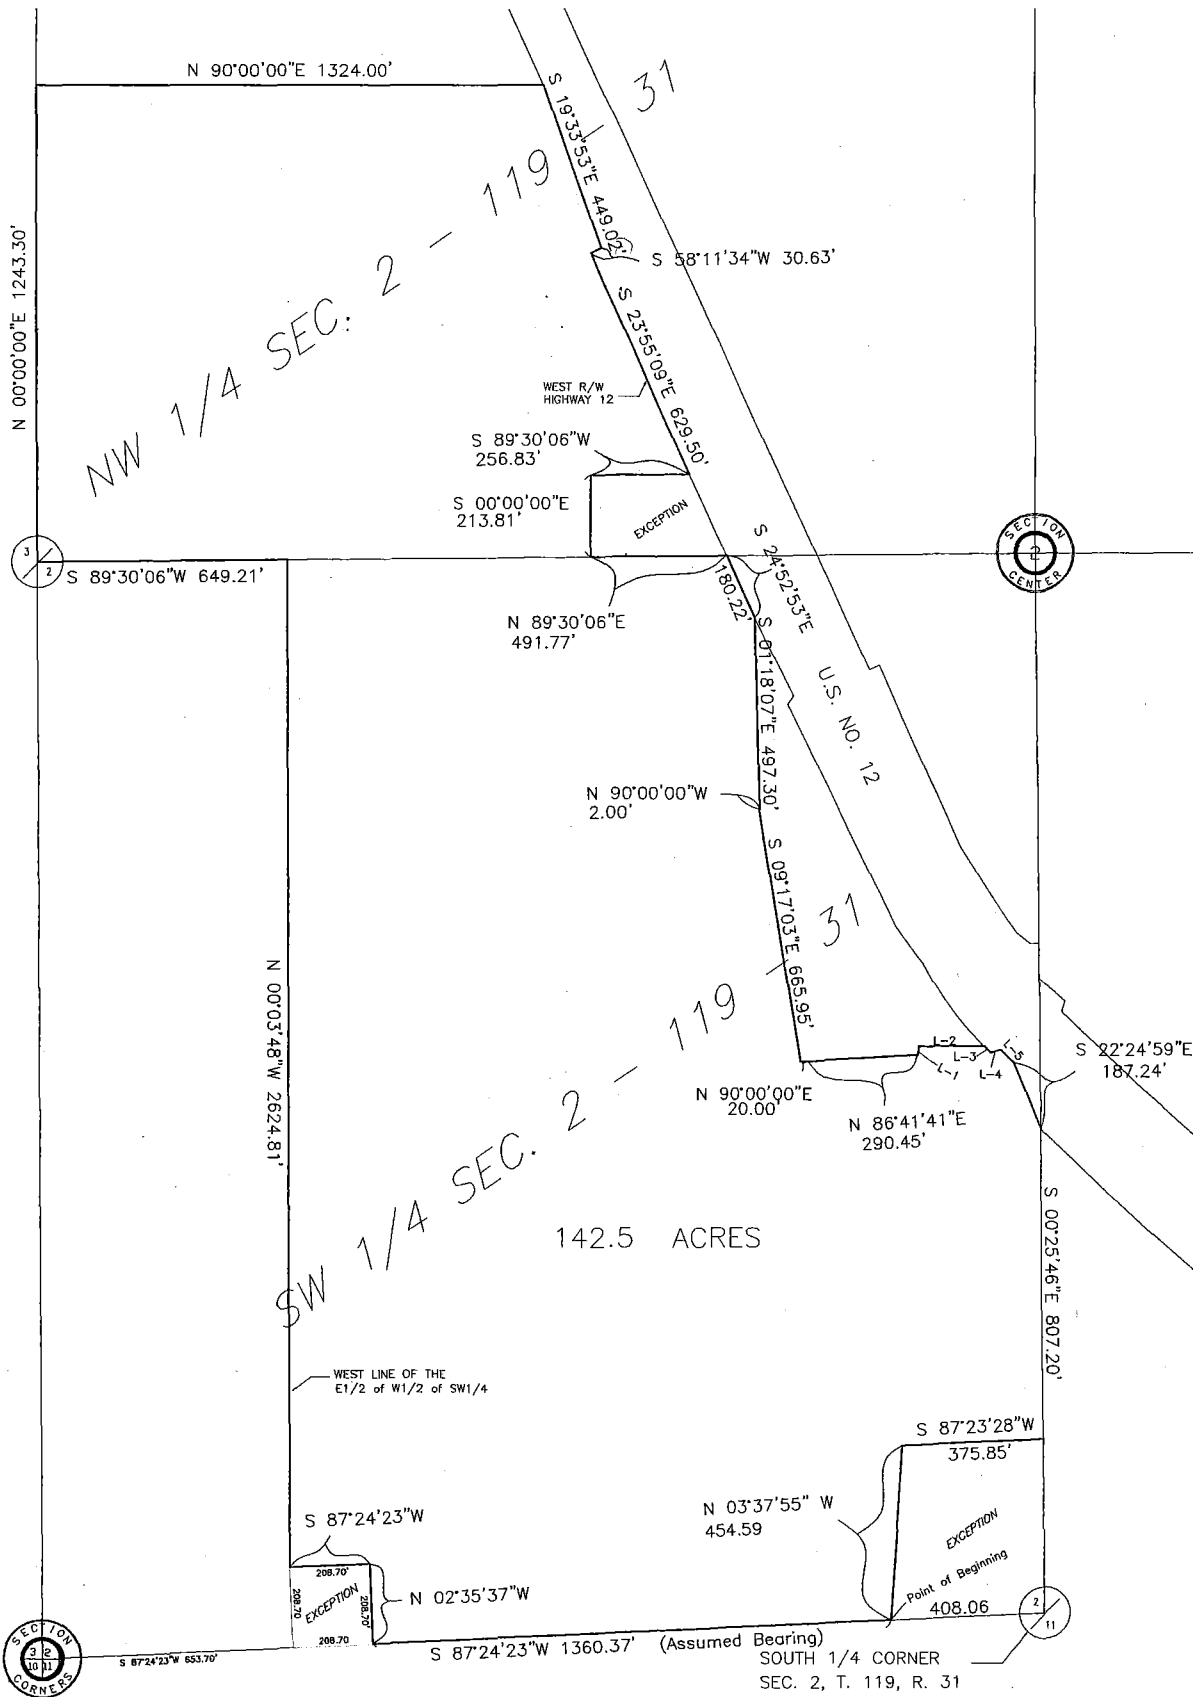 N 90°00'00"E 1324.00'
S 19°33'53"E 449.02'
31
119
NW 1/4 SEC. 2 - 119 - 31
N 00°00'00"E 1243.30'
S 58°11'34"W 30.63'
S 23°55'09"E 629.50'
WEST R/W
HIGHWAY 12
S 89°30'06"W
256.83'
S 00°00'00"E
213.81'
EXCEPTION
S 24°52'53"E
180.22'
SECTION
2
CENTER
3
2
S 89°30'06"W 649.21'
N 89°30'06"E
491.77'
S 01°18'07"E 497.30'
U.S. NO. 12
N 90°00'00"W
2.00'
S 09°17'03"E 665.95'
N 00°03'48"W 2624.81'
SW 1/4 SEC. 2 - 119 - 31
L-2
L-1
L-3
L-4
L-5
S 22°24'59"E
187.24'
N 90°00'00"E
20.00'
N 86°41'41"E
290.45'
142.5 ACRES
S 00°25'46"E 807.20'
WEST LINE OF THE
E1/2 of W1/2 of SW1/4
S 87°23'28"W
375.85'
N 03°37'55" W
454.59
EXCEPTION
Point of Beginning
408.06
2
11
S 87°24'23"W
208.70'
208.70
EXCEPTION
208.70'
208.70
N 02°35'37"W
SECTION
3 2
10 11
CORNERS
S 87°24'23"W 653.70'
S 87°24'23"W 1360.37' (Assumed Bearing)
SOUTH 1/4 CORNER
SEC. 2, T. 119, R. 31